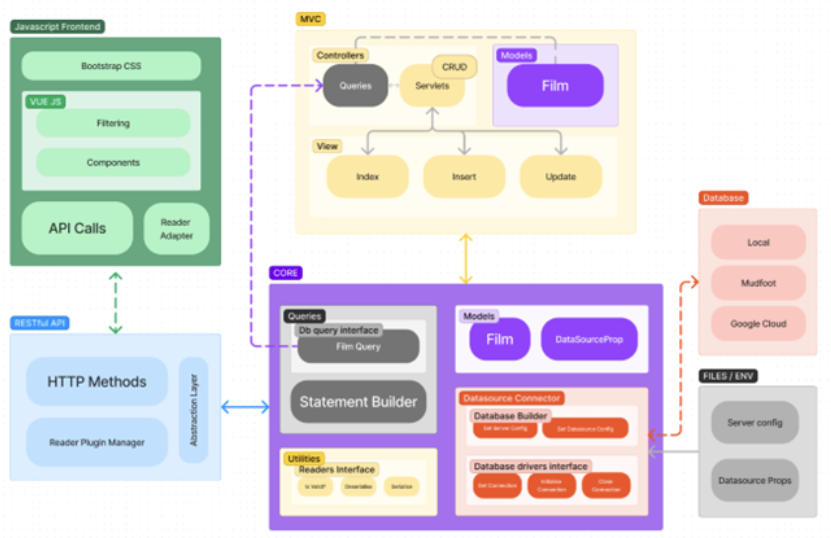 Javascript Frontend
Bootstrap CSS
VUE JS
Filtering
Components
API Calls
Reader
Adapter
MVC
Controllers
Queries
CRUD
Servlets
Models
Film
View
Index
Insert
Update
Database
Local
Mudfoot
Google Cloud
RESTful API
HTTP Methods
Reader Plugin Manager
Abstraction Layer
CORE
Queries
Db query interface
Film Query
Statement Builder
Models
Film
DataSourceProp
Utilities
Readers Interface
Is Valid?
Deserialise
Serialise
Datasource Connector
Database Builder
Set Server Config
Set Datasource Config
Database drivers interface
Get Connection
Initialise
Connection
Close
Connection
FILES / ENV
Server config
Datasource Props